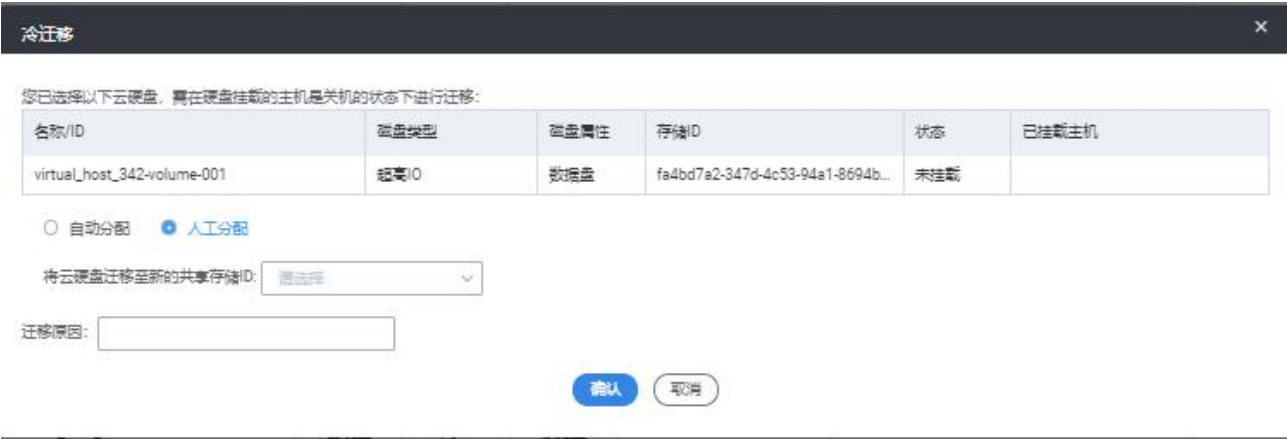 冷迁移
您已选择以下云硬盘，需在硬盘挂载的主机是关机的状态下进行迁移：
名称/ID 磁盘类型 磁盘属性 存储ID 状态 已挂载主机
virtual_host_342-volume-001 超高IO 数据盘 fa4bd7a2-347d-4c53-94a1-8694b... 未挂载
自动分配 人工分配
将云硬盘迁移至新的共享存储ID: 请选择
迁移原因:
确认 取消